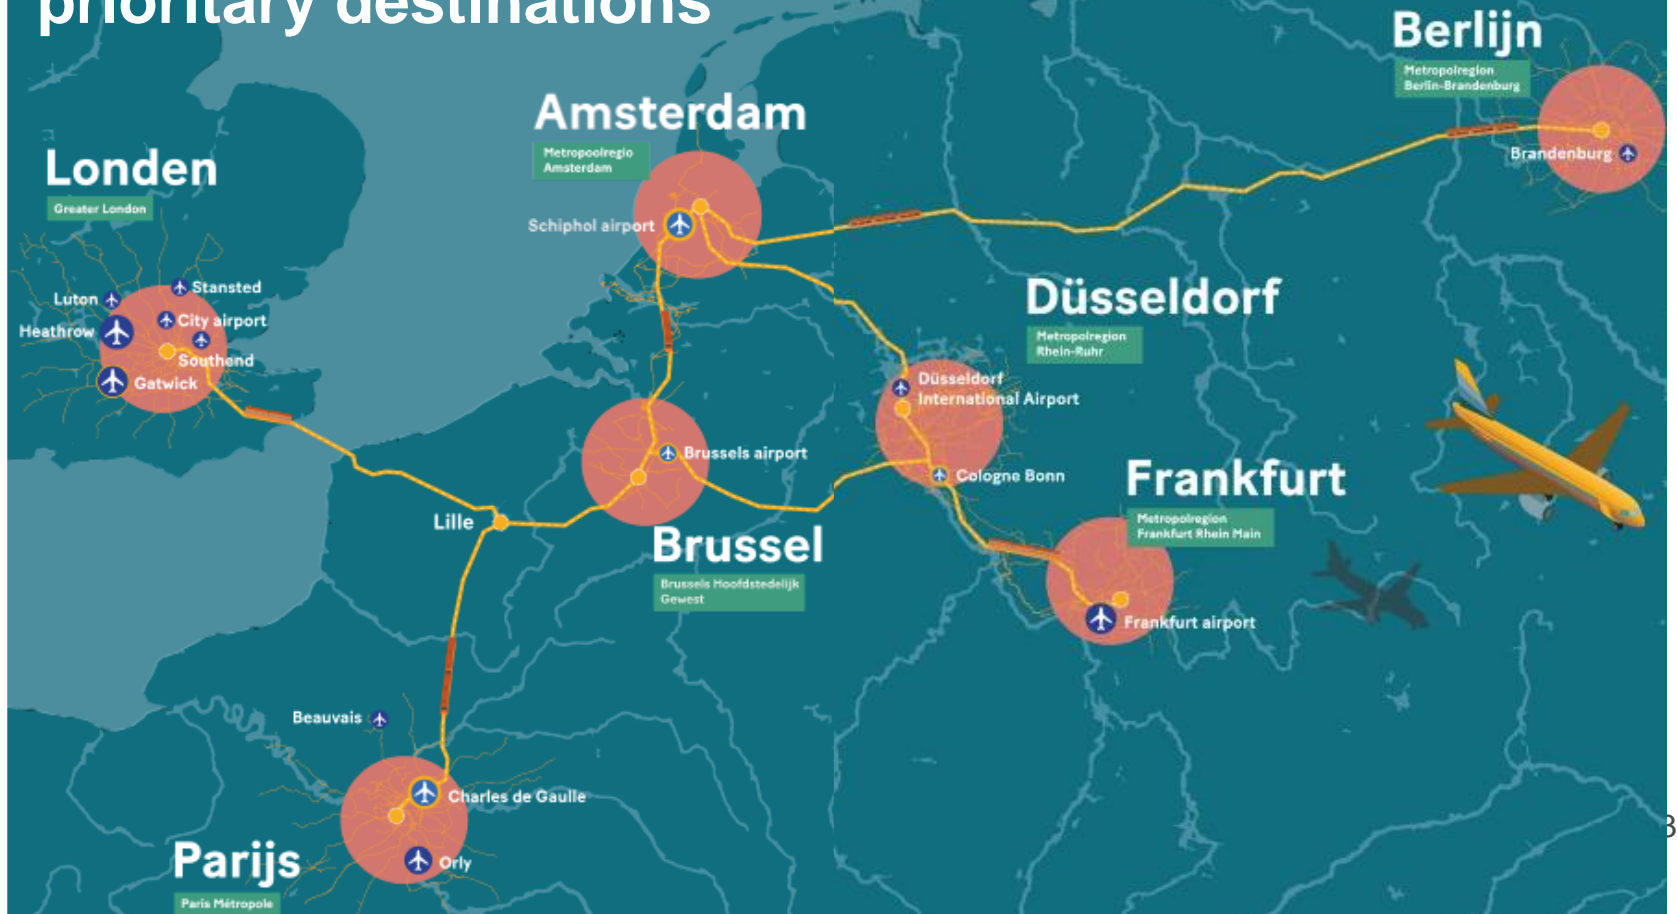 prioritary destinations
Berlijn
Metropolregion
Berlin-Brandenburg
Brandenburg
Amsterdam
Metropoolregio
Amsterdam
Schiphol airport
Londen
Greater London
Stansted
Luton
City airport
Heathrow
Southend
Gatwick
Düsseldorf
Metropolregion
Rhein-Ruhr
Düsseldorf
International Airport
Cologne Bonn
Brussels airport
Frankfurt
Metropolregion
Frankfurt Rhein Main
Frankfurt airport
Lille
Brussel
Brussels Hoofdstedelijk
Gewest
Beauvais
Charles de Gaulle
Orly
Parijs
Paris Métropole